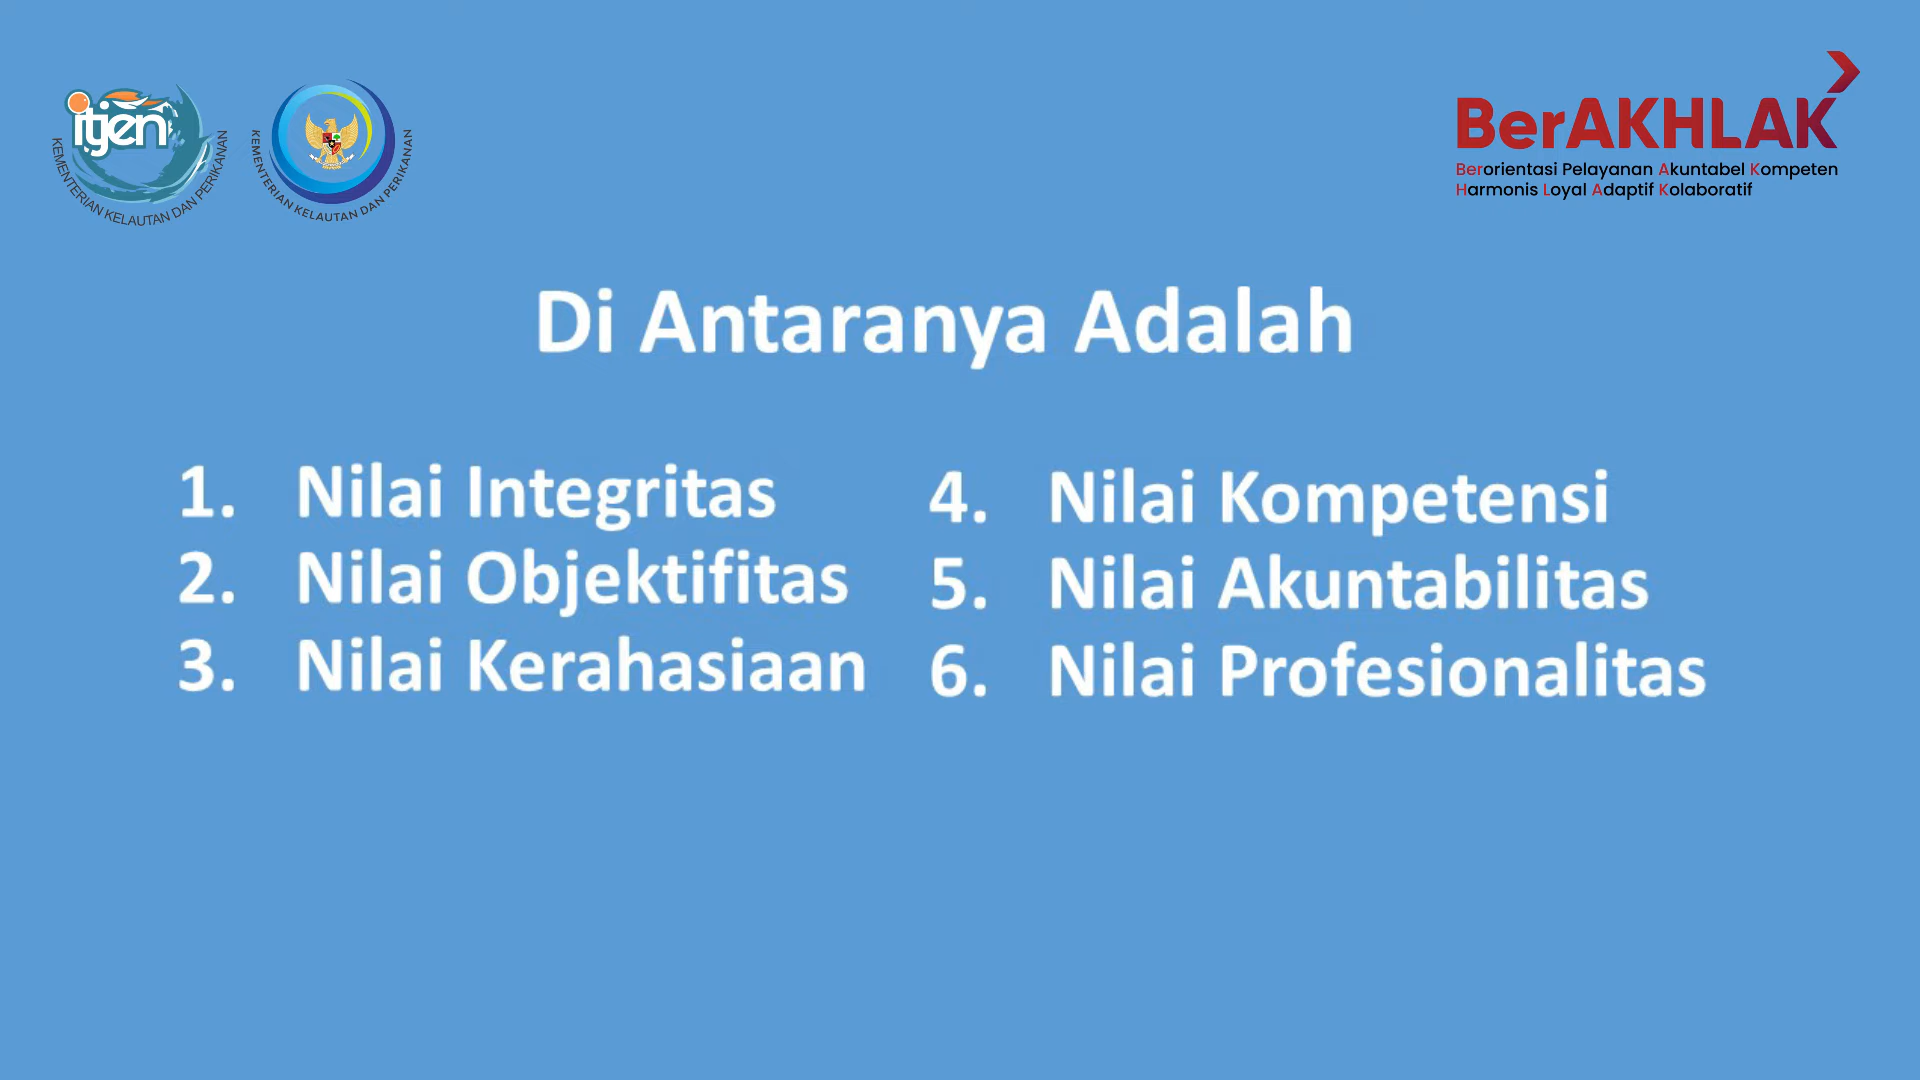 itjen
KEMENTERIAN KELAUTAN DAN PERIKANAN
KEMENTERIAN KELAUTAN DAN PERIKANAN
BerAKHLAK
Berorientasi Pelayanan Akuntabel Kompeten
Harmonis Loyal Adaptif Kolaboratif
Di Antaranya Adalah
1. Nilai Integritas
2. Nilai Objektifitas
3. Nilai Kerahasiaan
4. Nilai Kompetensi
5. Nilai Akuntabilitas
6. Nilai Profesionalitas